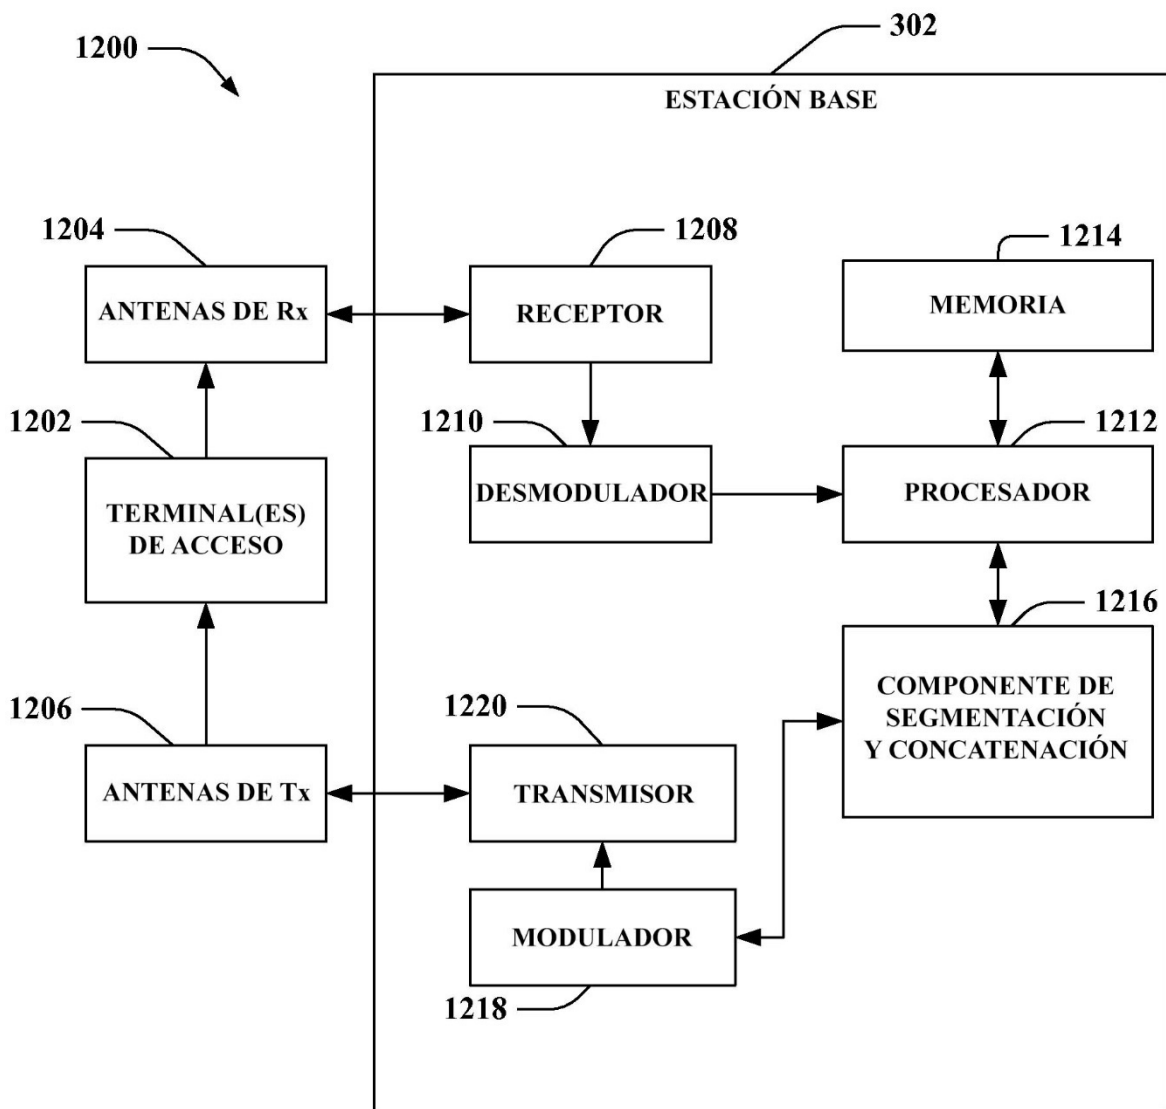 302
1200
ESTACIÓN BASE
1204
1208
1214
ANTENAS DE Rx
RECEPTOR
MEMORIA
1202
1210
1212
TERMINAL(ES)
DE ACCESO
DESMODULADOR
PROCESADOR
1216
1206
1220
COMPONENTE DE
SEGMENTACIÓN
Y CONCATENACIÓN
ANTENAS DE Tx
TRANSMISOR
MODULADOR
1218